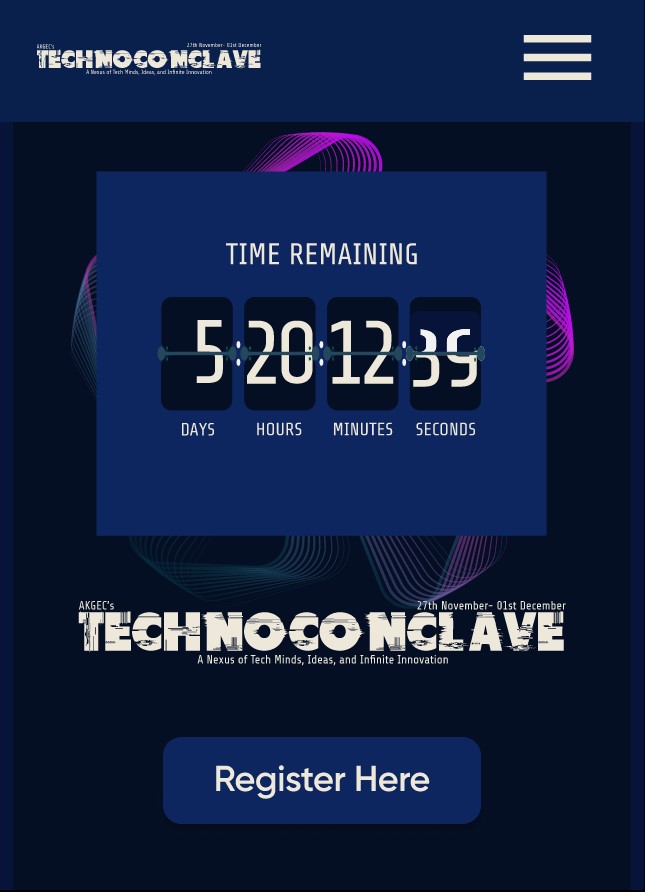 AKGEC's 27th November- 01st December
TECHNOCONCLAVE
A Nexus of Tech Minds, Ideas, and Infinite Innovation
TIME REMAINING
5 20 12 39
DAYS HOURS MINUTES SECONDS
AKGEC's 27th November- 01st December
TECHNOCONCLAVE
A Nexus of Tech Minds, Ideas, and Infinite Innovation
Register Here